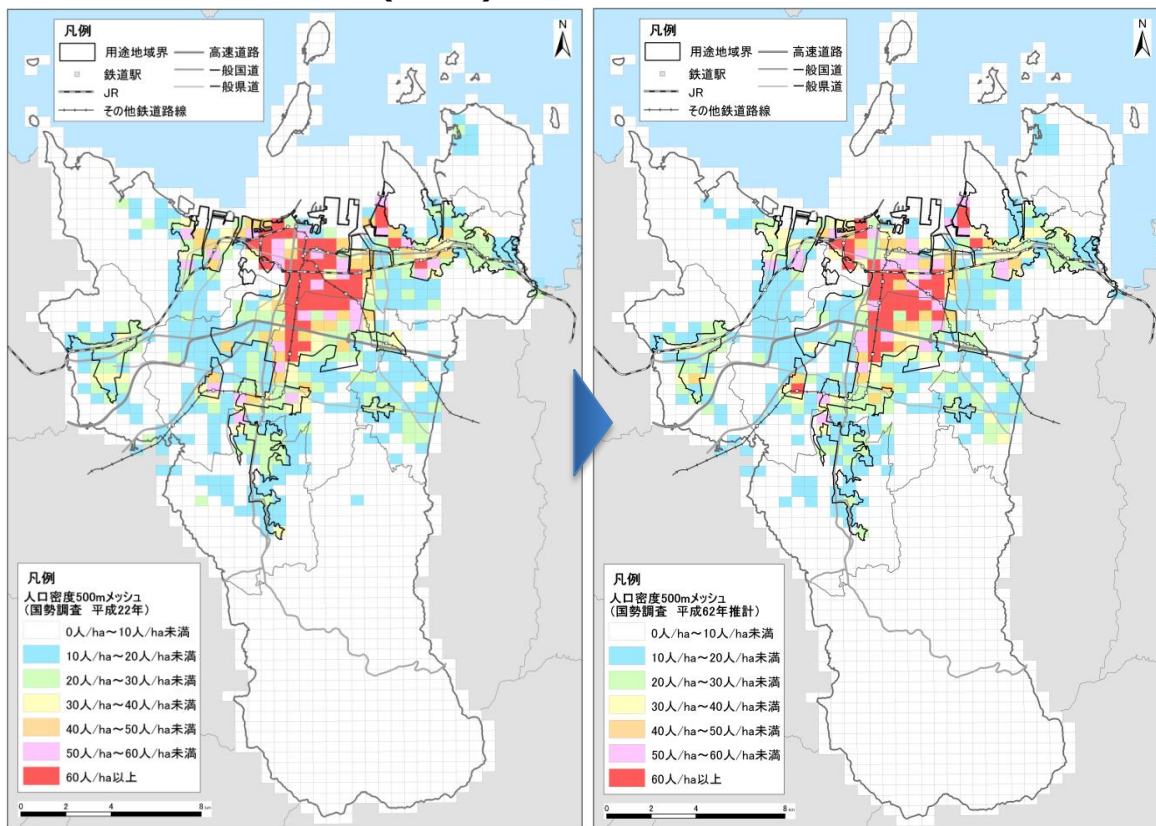 凡例
用途地域界
高速道路
鉄道駅
一般国道
JR
一般県道
その他鉄道路線
N
凡例
人口密度500mメッシュ
(国勢調査 平成22年)
0人/ha~10人/ha未満
10人/ha~20人/ha未満
20人/ha~30人/ha未満
30人/ha~40人/ha未満
40人/ha~50人/ha未満
50人/ha~60人/ha未満
60人/ha以上
0 2 4 8 km
凡例
用途地域界
高速道路
鉄道駅
一般国道
JR
一般県道
その他鉄道路線
N
凡例
人口密度500mメッシュ
(国勢調査 平成62年推計)
0人/ha~10人/ha未満
10人/ha~20人/ha未満
20人/ha~30人/ha未満
30人/ha~40人/ha未満
40人/ha~50人/ha未満
50人/ha~60人/ha未満
60人/ha以上
0 2 4 8 km